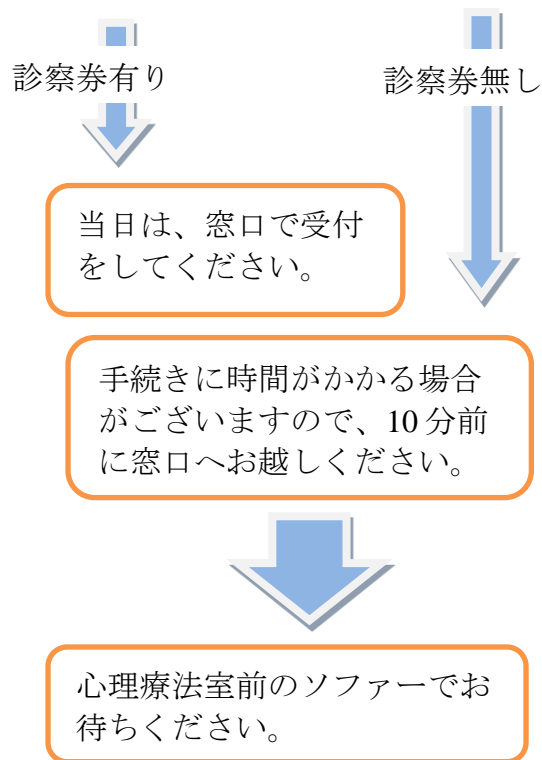 診察券有り
診察券無し
当日は、窓口で受付
をしてください。
手続きに時間がかかる場合
がございますので、10分前
に窓口へお越しください。
心理療法室前のソファーでお
待ちください。